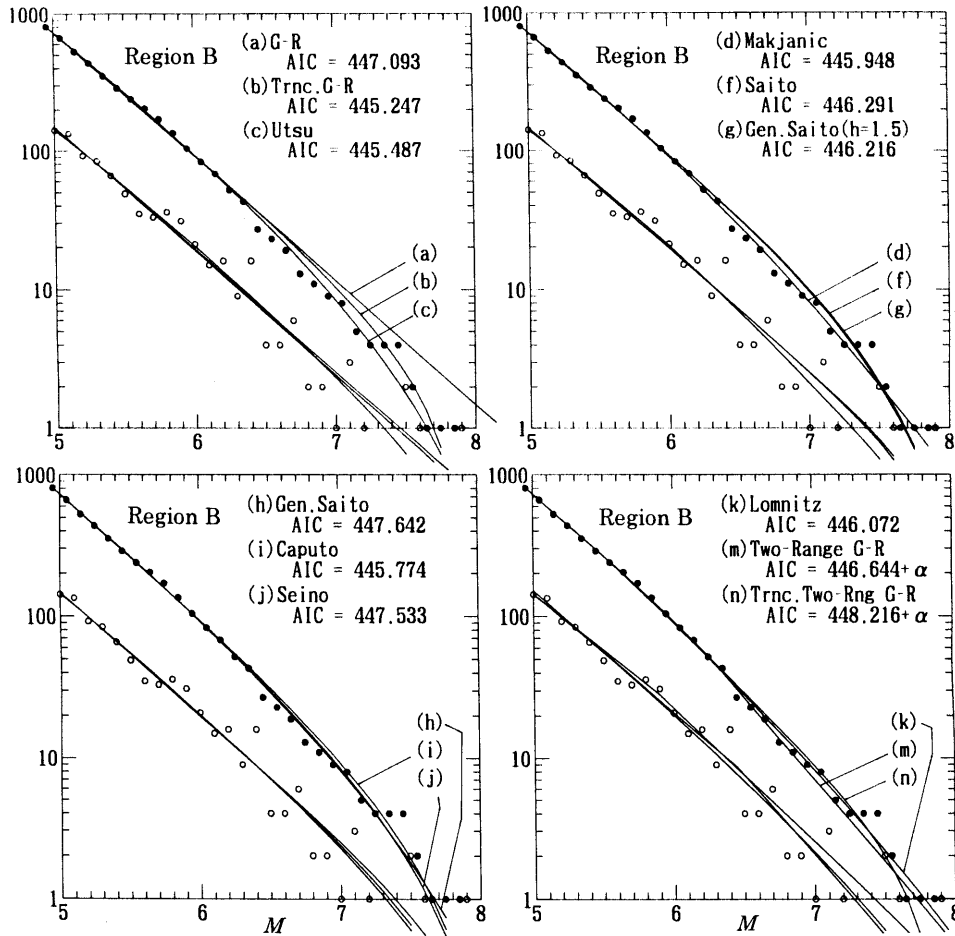 Region B
(a)G-R
AIC = 447.093
(b)Trnc.G-R
AIC = 445.247
(c)Utsu
AIC = 445.487
(a)
(b)
(c)
1000
100
10
1
5 6 7 8
Region B
(d)Makjanic
AIC = 445.948
(f)Saito
AIC = 446.291
(g)Gen.Saito(h=1.5)
AIC = 446.216
(d)
(f)
(g)
1000
100
10
1
5 6 7 8
Region B
(h)Gen.Saito
AIC = 447.642
(i)Caputo
AIC = 445.774
(j)Seino
AIC = 447.533
(h)
(i)
(j)
1000
100
10
1
5 6 7 8
M
Region B
(k)Lomnitz
AIC = 446.072
(m)Two-Range G-R
AIC = 446.644+α
(n)Trnc.Two-Rng G-R
AIC = 448.216+α
(k)
(m)
(n)
1000
100
10
1
5 6 7 8
M